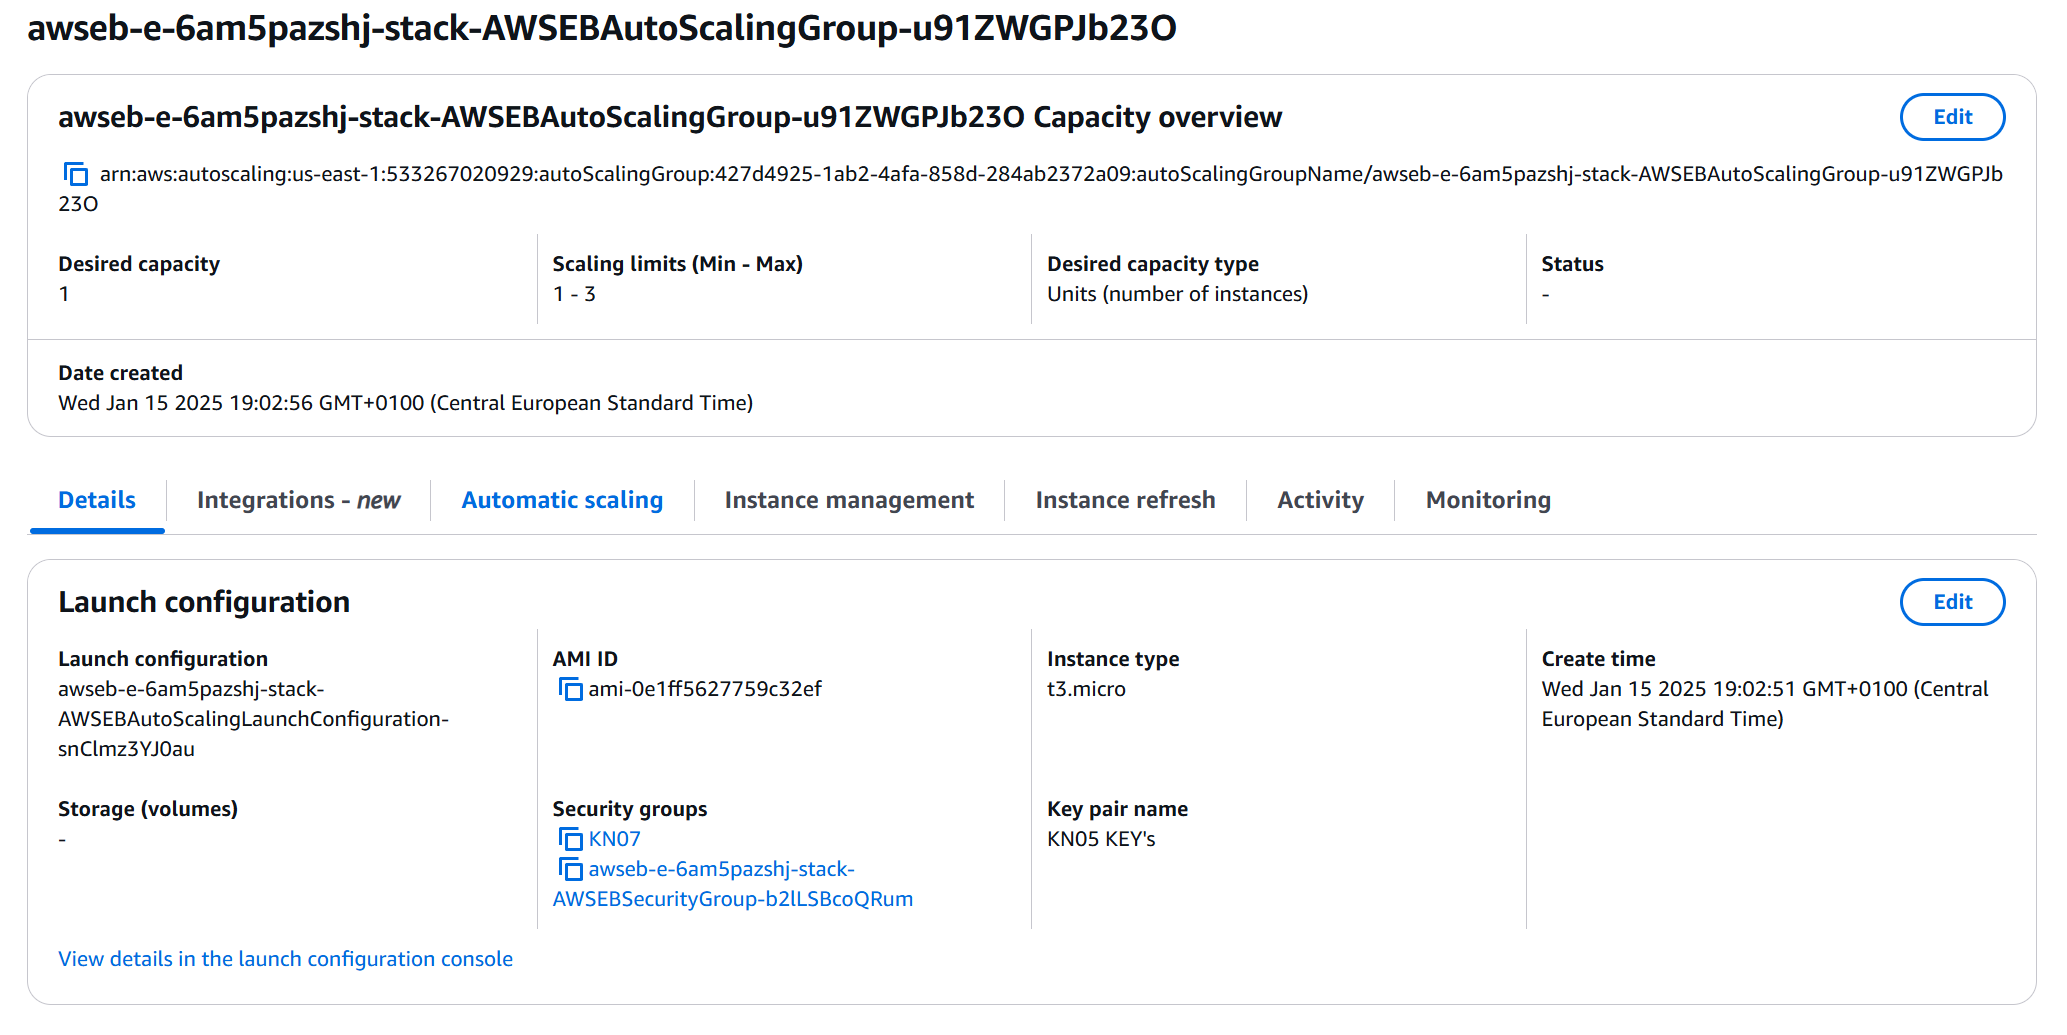 awseb-e-6am5pazshj-stack-AWSEBAutoScalingGroup-u91ZWGPJb23O
awseb-e-6am5pazshj-stack-AWSEBAutoScalingGroup-u91ZWGPJb23O Capacity overview
Edit
arn:aws:autoscaling:us-east-1:533267020929:autoScalingGroup:427d4925-1ab2-4afa-858d-284ab2372a09:autoScalingGroupName/awseb-e-6am5pazshj-stack-AWSEBAutoScalingGroup-u91ZWGPJb
23O
Desired capacity
1
Scaling limits (Min - Max)
1 - 3
Desired capacity type
Units (number of instances)
Status
-
Date created
Wed Jan 15 2025 19:02:56 GMT+0100 (Central European Standard Time)
Details
Integrations - new
Automatic scaling
Instance management
Instance refresh
Activity
Monitoring
Launch configuration
Edit
Launch configuration
awseb-e-6am5pazshj-stack-
AWSEBAutoScalingLaunchConfiguration-
snClmz3YJ0au
AMI ID
ami-0e1ff5627759c32ef
Instance type
t3.micro
Create time
Wed Jan 15 2025 19:02:51 GMT+0100 (Central
European Standard Time)
Storage (volumes)
-
Security groups
KN07
awseb-e-6am5pazshj-stack-
AWSEBSecurityGroup-b2lLSBcoQRum
Key pair name
KN05 KEY's
View details in the launch configuration console